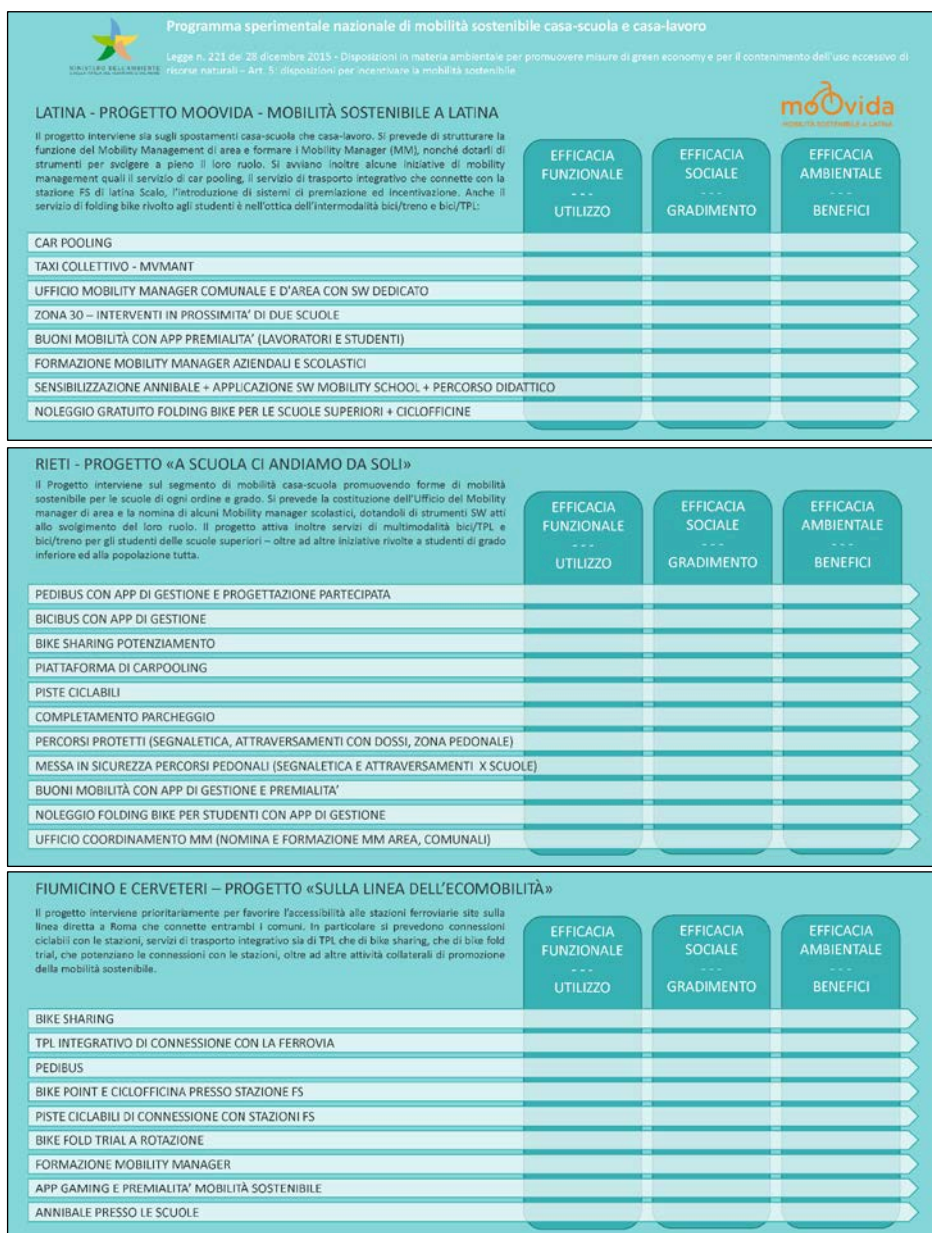 Programma sperimentale nazionale di mobilità sostenibile casa-scuola e casa-lavoro
Legge n. 221 del 28 dicembre 2015 - Disposizioni in materia ambientale per promuovere misure di green economy e per il contenimento dell'uso eccessivo di
risorse naturali – Art. 5: disposizioni per incentivare la mobilità sostenibile
MINISTERO DELL'AMBIENTE
LATINA - PROGETTO MOOVIDA - MOBILITÀ SOSTENIBILE A LATINA
moovida
MOBILITÀ SOSTENIBILE A LATINA
Il progetto interviene sia sugli spostamenti casa-scuola che casa-lavoro. Si prevede di strutturare la
funzione del Mobility Management di area e formare i Mobility Manager (MM), nonché dotarli di
strumenti per svolgere a pieno il loro ruolo. Si avviano inoltre alcune iniziative di mobility
management quali il servizio di car pooling, il servizio di trasporto integrativo che connette con la
stazione FS di latina Scalo, l'introduzione di sistemi di premiazione ed incentivazione. Anche il
servizio di folding bike rivolto agli studenti è nell'ottica dell'intermodalità bici/treno e bici/TPL:
EFFICACIA FUNZIONALE
- - -
UTILIZZO
EFFICACIA SOCIALE
- - -
GRADIMENTO
EFFICACIA AMBIENTALE
- - -
BENEFICI
CAR POOLING
TAXI COLLETTIVO - MVMANT
UFFICIO MOBILITY MANAGER COMUNALE E D'AREA CON SW DEDICATO
ZONA 30 – INTERVENTI IN PROSSIMITA' DI DUE SCUOLE
BUONI MOBILITÀ CON APP PREMIALITA' (LAVORATORI E STUDENTI)
FORMAZIONE MOBILITY MANAGER AZIENDALI E SCOLASTICI
SENSIBILIZZAZIONE ANNIBALE + APPLICAZIONE SW MOBILITY SCHOOL + PERCORSO DIDATTICO
NOLEGGIO GRATUITO FOLDING BIKE PER LE SCUOLE SUPERIORI + CICLOFFICINE
RIETI - PROGETTO «A SCUOLA CI ANDIAMO DA SOLI»
Il Progetto interviene sul segmento di mobilità casa-scuola promuovendo forme di mobilità
sostenibile per le scuole di ogni ordine e grado. Si prevede la costituzione dell'Ufficio del Mobility
manager di area e la nomina di alcuni Mobility manager scolastici, dotandoli di strumenti SW atti
allo svolgimento del loro ruolo. Il progetto attiva inoltre servizi di multimodalità bici/TPL e
bici/treno per gli studenti delle scuole superiori – oltre ad altre iniziative rivolte a studenti di grado
inferiore ed alla popolazione tutta.
EFFICACIA FUNZIONALE
- - -
UTILIZZO
EFFICACIA SOCIALE
- - -
GRADIMENTO
EFFICACIA AMBIENTALE
- - -
BENEFICI
PEDIBUS CON APP DI GESTIONE E PROGETTAZIONE PARTECIPATA
BICIBUS CON APP DI GESTIONE
BIKE SHARING POTENZIAMENTO
PIATTAFORMA DI CARPOOLING
PISTE CICLABILI
COMPLETAMENTO PARCHEGGIO
PERCORSI PROTETTI (SEGNALETICA, ATTRAVERSAMENTI CON DOSSI, ZONA PEDONALE)
MESSA IN SICUREZZA PERCORSI PEDONALI (SEGNALETICA E ATTRAVERSAMENTI X SCUOLE)
BUONI MOBILITÀ CON APP DI GESTIONE E PREMIALITA'
NOLEGGIO FOLDING BIKE PER STUDENTI CON APP DI GESTIONE
UFFICIO COORDINAMENTO MM (NOMINA E FORMAZIONE MM AREA, COMUNALI)
FIUMICINO E CERVETERI – PROGETTO «SULLA LINEA DELL'ECOMOBILITÀ»
Il progetto interviene prioritariamente per favorire l'accessibilità alle stazioni ferroviarie site sulla
linea diretta a Roma che connette entrambi i comuni. In particolare si prevedono connessioni
ciclabili con le stazioni, servizi di trasporto integrativo sia di TPL che di bike sharing, che di bike fold
trial, che potenziano le connessioni con le stazioni, oltre ad altre attività collaterali di promozione
della mobilità sostenibile.
EFFICACIA FUNZIONALE
- - -
UTILIZZO
EFFICACIA SOCIALE
- - -
GRADIMENTO
EFFICACIA AMBIENTALE
- - -
BENEFICI
BIKE SHARING
TPL INTEGRATIVO DI CONNESSIONE CON LA FERROVIA
PEDIBUS
BIKE POINT E CICLOFFICINA PRESSO STAZIONE FS
PISTE CICLABILI DI CONNESSIONE CON STAZIONI FS
BIKE FOLD TRIAL A ROTAZIONE
FORMAZIONE MOBILITY MANAGER
APP GAMING E PREMIALITA' MOBILITÀ SOSTENIBILE
ANNIBALE PRESSO LE SCUOLE